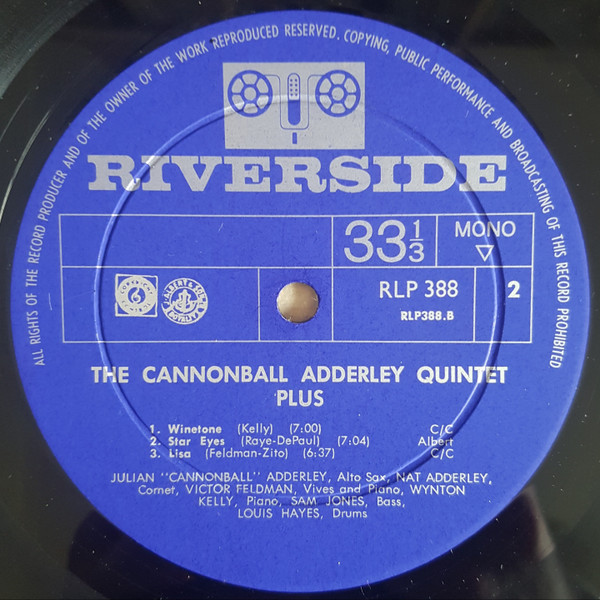 ALL RIGHTS OF THE RECORD PRODUCER AND OF THE OWNER OF THE WORK REPRODUCED RESERVED. COPYING, PUBLIC PERFORMANCE AND BROADCASTING OF THIS RECORD PROHIBITED
RIVERSIDE
33 1/3 MONO
RLP 388 2
RLP388.B
THE CANNONBALL ADDERLEY QUINTET
PLUS
1. Winetone (Kelly) (7:00) C/C
2. Star Eyes (Raye-DePaul) (7:04) Albert
3. Lisa (Feldman-Zito) (6:37) C/C
JULIAN "CANNONBALL" ADDERLEY, Alto Sax, NAT ADDERLEY,
Cornet, VICTOR FELDMAN, Vives and Piano, WYNTON
KELLY, Piano, SAM JONES, Bass,
LOUIS HAYES, Drums